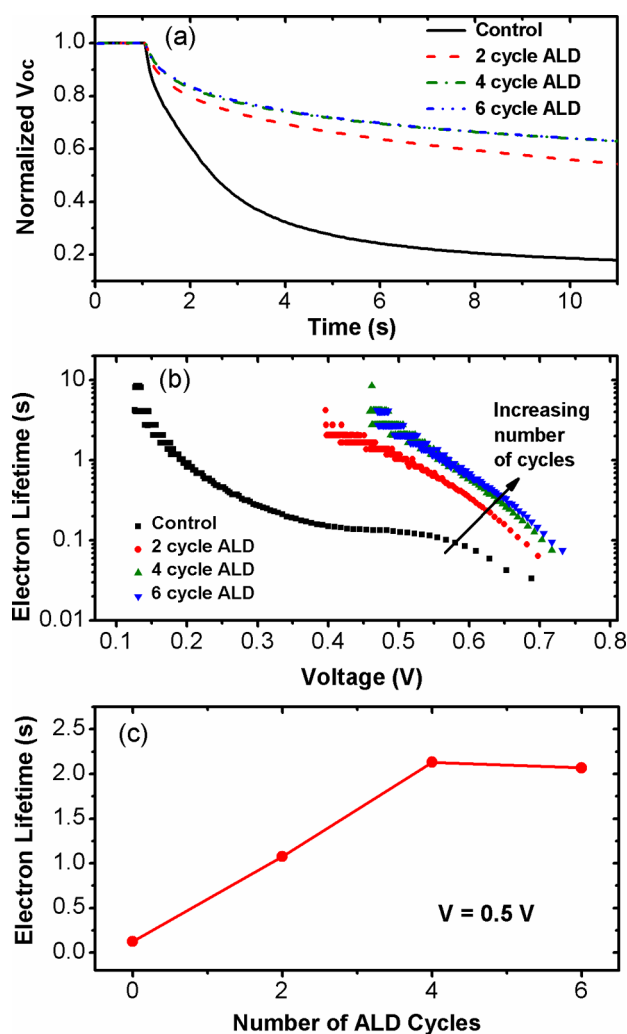 (a)
Control
2 cycle ALD
4 cycle ALD
6 cycle ALD
Normalized Voc
1.0
0.8
0.6
0.4
0.2
0 2 4 6 8 10
Time (s)
(b)
Increasing
number
of cycles
Control
2 cycle ALD
4 cycle ALD
6 cycle ALD
Electron Lifetime (s)
10
1
0.1
0.01
0.1 0.2 0.3 0.4 0.5 0.6 0.7 0.8
Voltage (V)
(c)
V = 0.5 V
Electron Lifetime (s)
2.5
2.0
1.5
1.0
0.5
0.0
0 2 4 6
Number of ALD Cycles